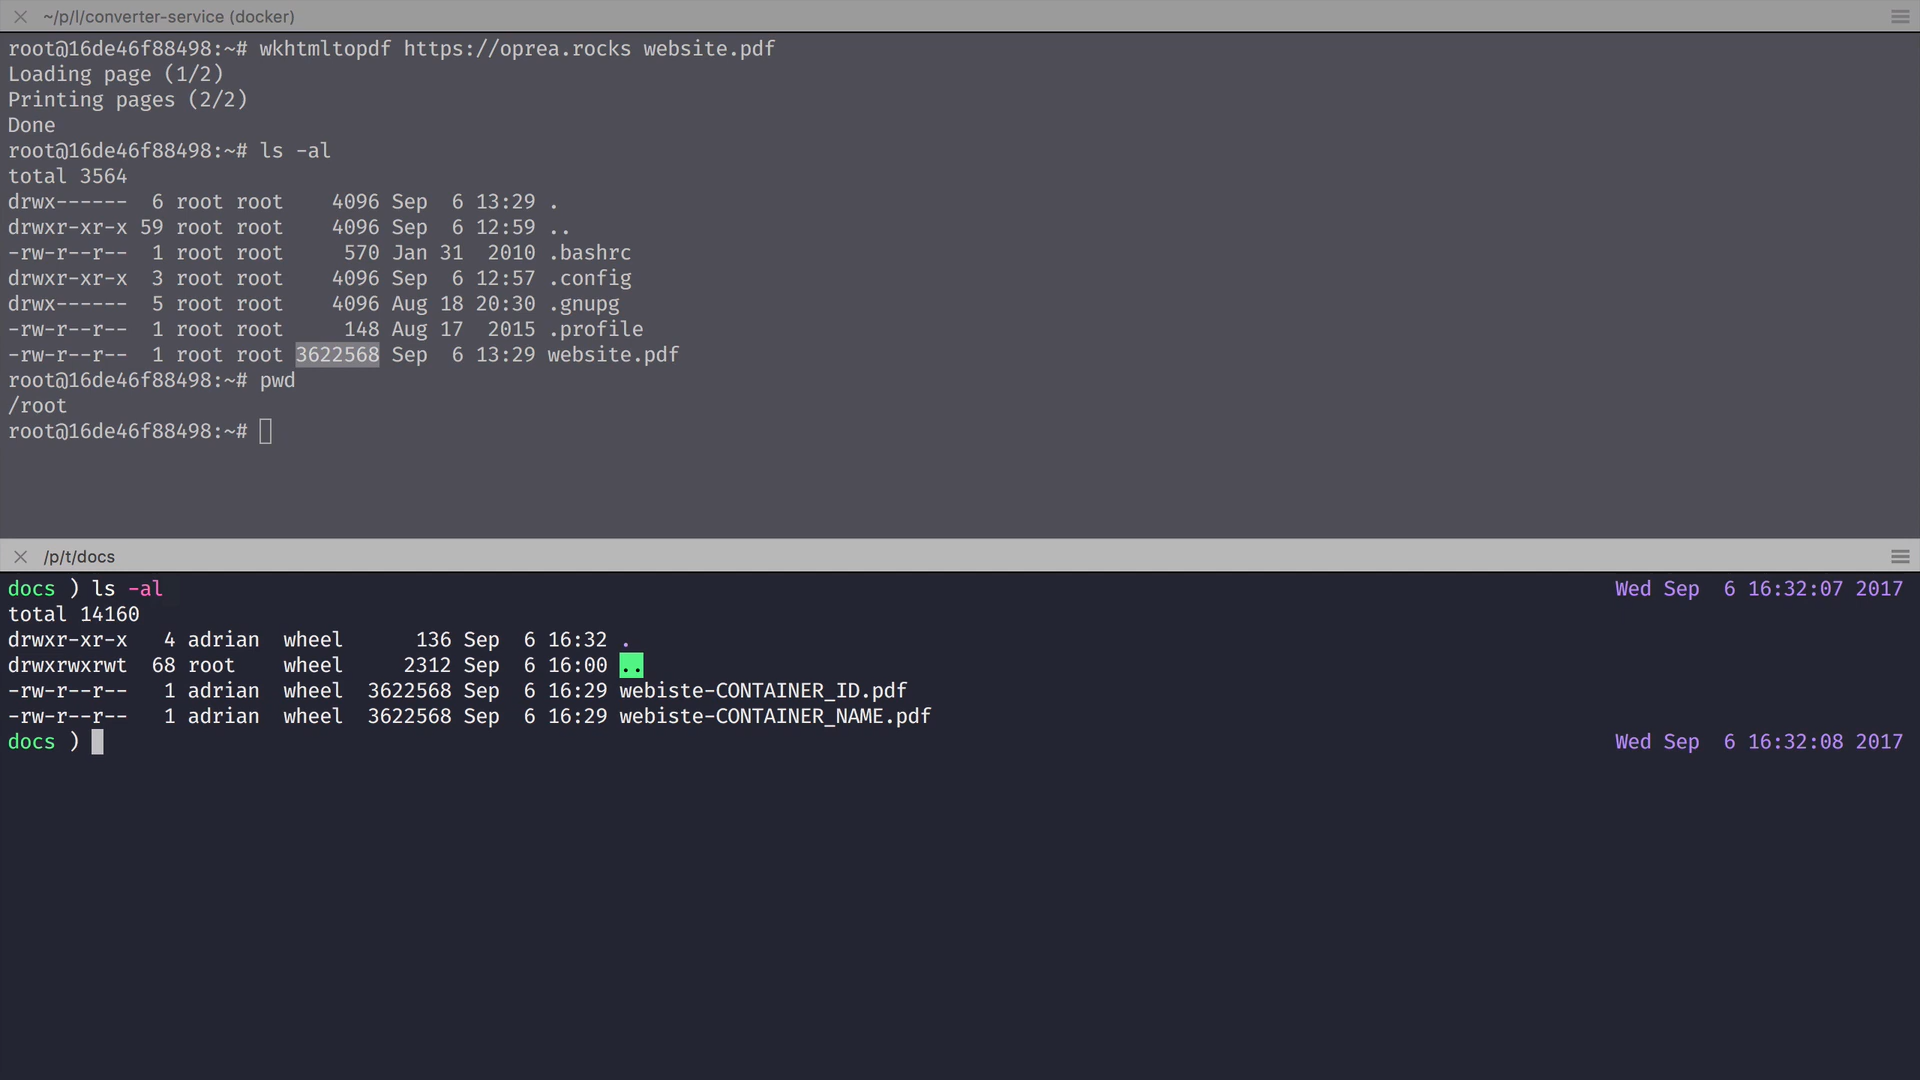 ~/p/l/converter-service (docker)
root@16de46f88498:~# wkhtmltopdf https://oprea.rocks website.pdf
Loading page (1/2)
Printing pages (2/2)
Done
root@16de46f88498:~# ls -al
total 3564
drwx------  6 root root    4096 Sep  6 13:29 .
drwxr-xr-x 59 root root    4096 Sep  6 12:59 ..
-rw-r--r--  1 root root     570 Jan 31  2010 .bashrc
drwxr-xr-x  3 root root    4096 Sep  6 12:57 .config
drwx------  5 root root    4096 Aug 18 20:30 .gnupg
-rw-r--r--  1 root root     148 Aug 17  2015 .profile
-rw-r--r--  1 root root 3622568 Sep  6 13:29 website.pdf
root@16de46f88498:~# pwd
/root
root@16de46f88498:~#
/p/t/docs
docs ) ls -al Wed Sep  6 16:32:07 2017
total 14160
drwxr-xr-x   4 adrian  wheel      136 Sep  6 16:32 .
drwxrwxrwt  68 root    wheel     2312 Sep  6 16:00 ..
-rw-r--r--   1 adrian  wheel  3622568 Sep  6 16:29 webiste-CONTAINER_ID.pdf
-rw-r--r--   1 adrian  wheel  3622568 Sep  6 16:29 webiste-CONTAINER_NAME.pdf
docs ) Wed Sep  6 16:32:08 2017